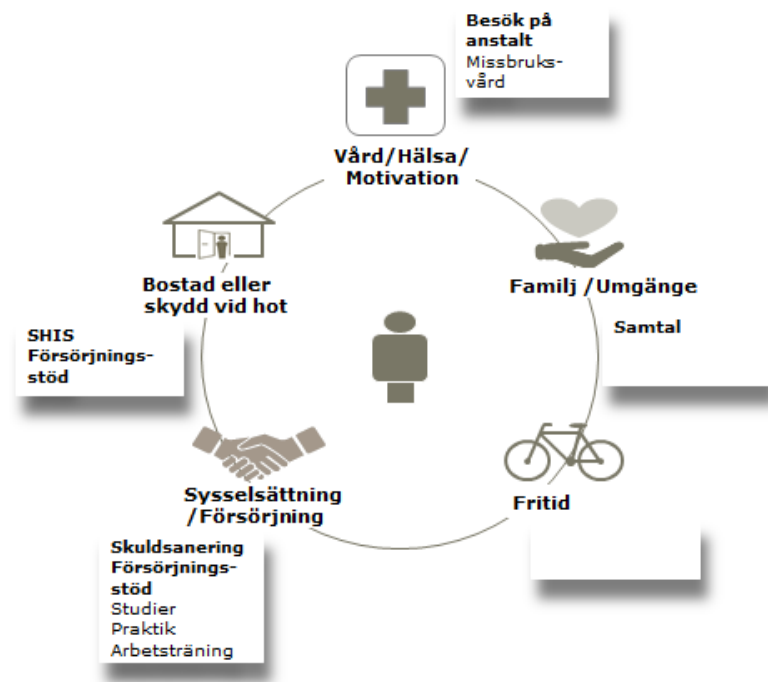 Besök på
anstalt
Missbruks-
vård
Vård/Hälsa/
Motivation
Bostad eller
skydd vid hot
Familj /Umgänge
SHIS
Försörjnings-
stöd
Samtal
Sysselsättning
/Försörjning
Fritid
Skuldsanering
Försörjnings-
stöd
Studier
Praktik
Arbetsträning